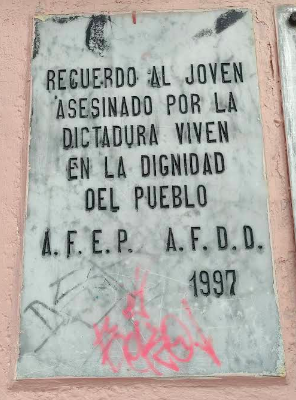 RECUERDO AL JOVEN
ASESINADO POR LA
DICTADURA VIVEN
EN LA DIGNIDAD
DEL PUEBLO
A.F.E.P. A.F.D.D.
1997